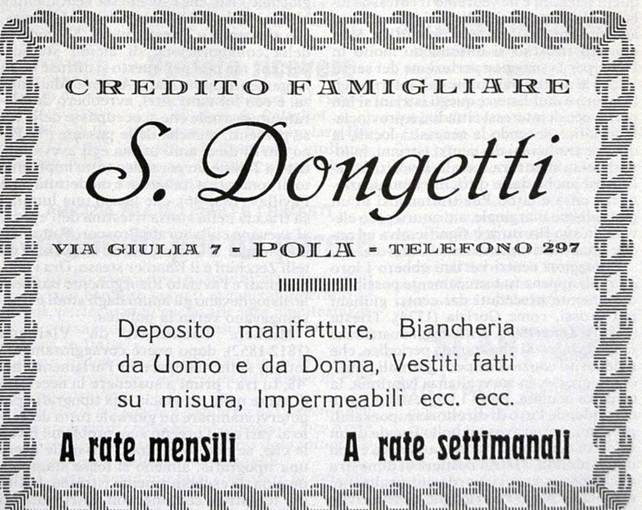 CREDITO FAMIGLIARE
S. Dongetti
VIA GIULIA 7 - POLA - TELEFONO 297
Deposito manifatture, Biancheria
da Uomo e da Donna, Vestiti fatti
su misura, Impermeabili ecc. ecc.
A rate mensili A rate settimanali